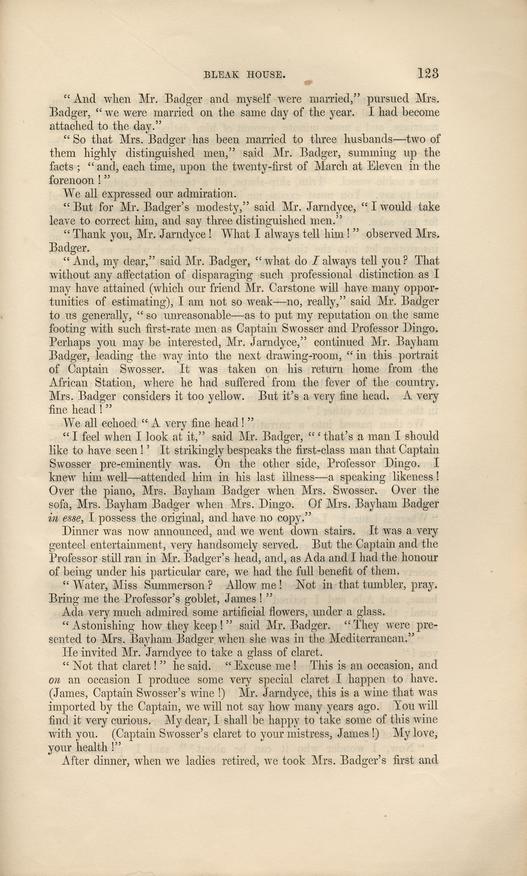 BLEAK HOUSE. 123
“ And when Mr. Badger and myself were married,” pursued Mrs.
Badger, “ we were married on the same day of the year. I had become
attached to the day.”
“ So that Mrs. Badger has been married to three husbands—two of
them highly distinguished men,” said Mr. Badger, summing up the
facts ; “ and, each time, upon the twenty-first of March at Eleven in the
forenoon ! ”
We all expressed our admiration.
“ But for Mr. Badger’s modesty,” said Mr. Jarndyce, “ I would take
leave to correct him, and say three distinguished men.”
“ Thank you, Mr. Jarndyce ! What I always tell him ! ” observed Mrs.
Badger.
“ And, my dear,” said Mr. Badger, “ what do I always tell you ? That
without any affectation of disparaging such professional distinction as I
may have attained (which our friend Mr. Carstone will have many oppor-
tunities of estimating), I am not so weak—no, really,” said Mr. Badger
to us generally, “ so unreasonable—as to put my reputation on the same
footing with such first-rate men as Captain Swosser and Professor Dingo.
Perhaps you may be interested, Mr. Jarndyce,” continued Mr. Bayham
Badger, leading the way into the next drawing-room, “ in this portrait
of Captain Swosser. It was taken on his return home from the
African Station, where he had suffered from the fever of the country.
Mrs. Badger considers it too yellow. But it’s a very fine head. A very
fine head ! ”
We all echoed “ A very fine head ! ”
“ I feel when I look at it,” said Mr. Badger, “ ‘ that’s a man I should
like to have seen ! ’ It strikingly bespeaks the first-class man that Captain
Swosser pre-eminently was. On the other side, Professor Dingo. I
knew him well—attended him in his last illness—a speaking likeness !
Over the piano, Mrs. Bayham Badger when Mrs. Swosser. Over the
sofa, Mrs. Bayham Badger when Mrs. Dingo. Of Mrs. Bayham Badger
in esse, I possess the original, and have no copy.”
Dinner was now announced, and we went down stairs. It was a very
genteel entertainment, very handsomely served. But the Captain and the
Professor still ran in Mr. Badger’s head, and, as Ada and I had the honour
of being under his particular care, we had the full benefit of them.
“ Water, Miss Summerson ? Allow me ! Not in that tumbler, pray.
Bring me the Professor’s goblet, James ! ”
Ada very much admired some artificial flowers, under a glass.
“ Astonishing how they keep ! ” said Mr. Badger. “ They were pre-
sented to Mrs. Bayham Badger when she was in the Mediterranean.”
He invited Mr. Jarndyce to take a glass of claret.
“ Not that claret ! ” he said. “ Excuse me ! This is an occasion, and
on an occasion I produce some very special claret I happen to have.
(James, Captain Swosser’s wine !) Mr. Jarndyce, this is a wine that was
imported by the Captain, we will not say how many years ago. You will
find it very curious. My dear, I shall be happy to take some of this wine
with you. (Captain Swosser’s claret to your mistress, James !) My love,
your health !”
After dinner, when we ladies retired, we took Mrs. Badger’s first and